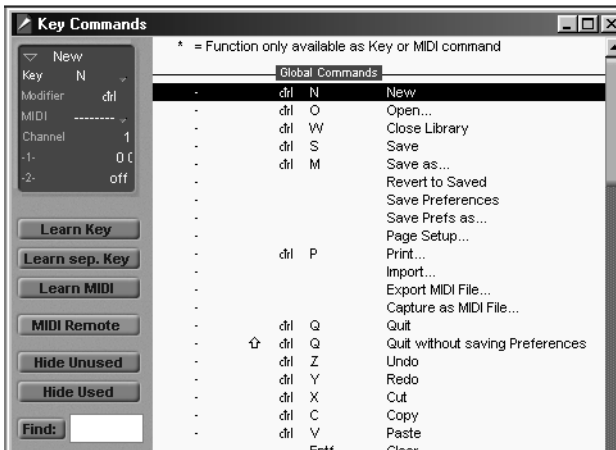 Key Commands
New
Key N
Modifier ctrl
MIDI --------
Channel 1
-1- 0
-2- off
Learn Key
Learn sep. Key
Learn MIDI
MIDI Remote
Hide Unused
Hide Used
Find:
* = Function only available as Key or MIDI command
Global Commands
- ctrl N New
- ctrl O Open...
- ctrl W Close Library
- ctrl S Save
- ctrl M Save as...
- Revert to Saved
- Save Preferences
- Save Prefs as...
- Page Setup...
- ctrl P Print...
- Import...
- Export MIDI File...
- Capture as MIDI File...
- ctrl Q Quit
- ⇧ ctrl Q Quit without saving Preferences
- ctrl Z Undo
- ctrl Y Redo
- ctrl X Cut
- ctrl C Copy
- ctrl V Paste